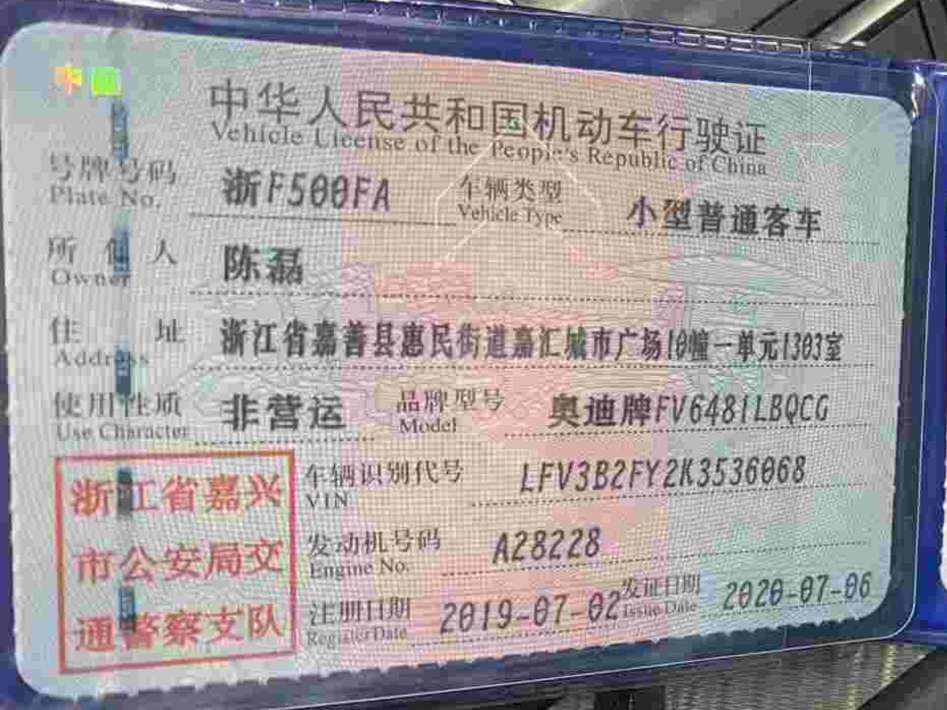 中华人民共和国机动车行驶证
Vehicle License of the People's Republic of China
号牌号码 浙F500FA 车辆类型 小型普通客车
Plate No. Vehicle Type
所有人 陈磊
Owner
住址 浙江省嘉善县惠民街道嘉汇城市广场10幢一单元1303室
Address
使用性质 非营运 品牌型号 奥迪牌FV6481LBQCG
Use Character Model
车辆识别代号 LFV3B2FY2K3536068
VIN
发动机号码 A28228
Engine No.
注册日期 2019-07-02 发证日期 2020-07-06
Register Date Issue Date
浙江省嘉兴
市公安局交
通警察支队